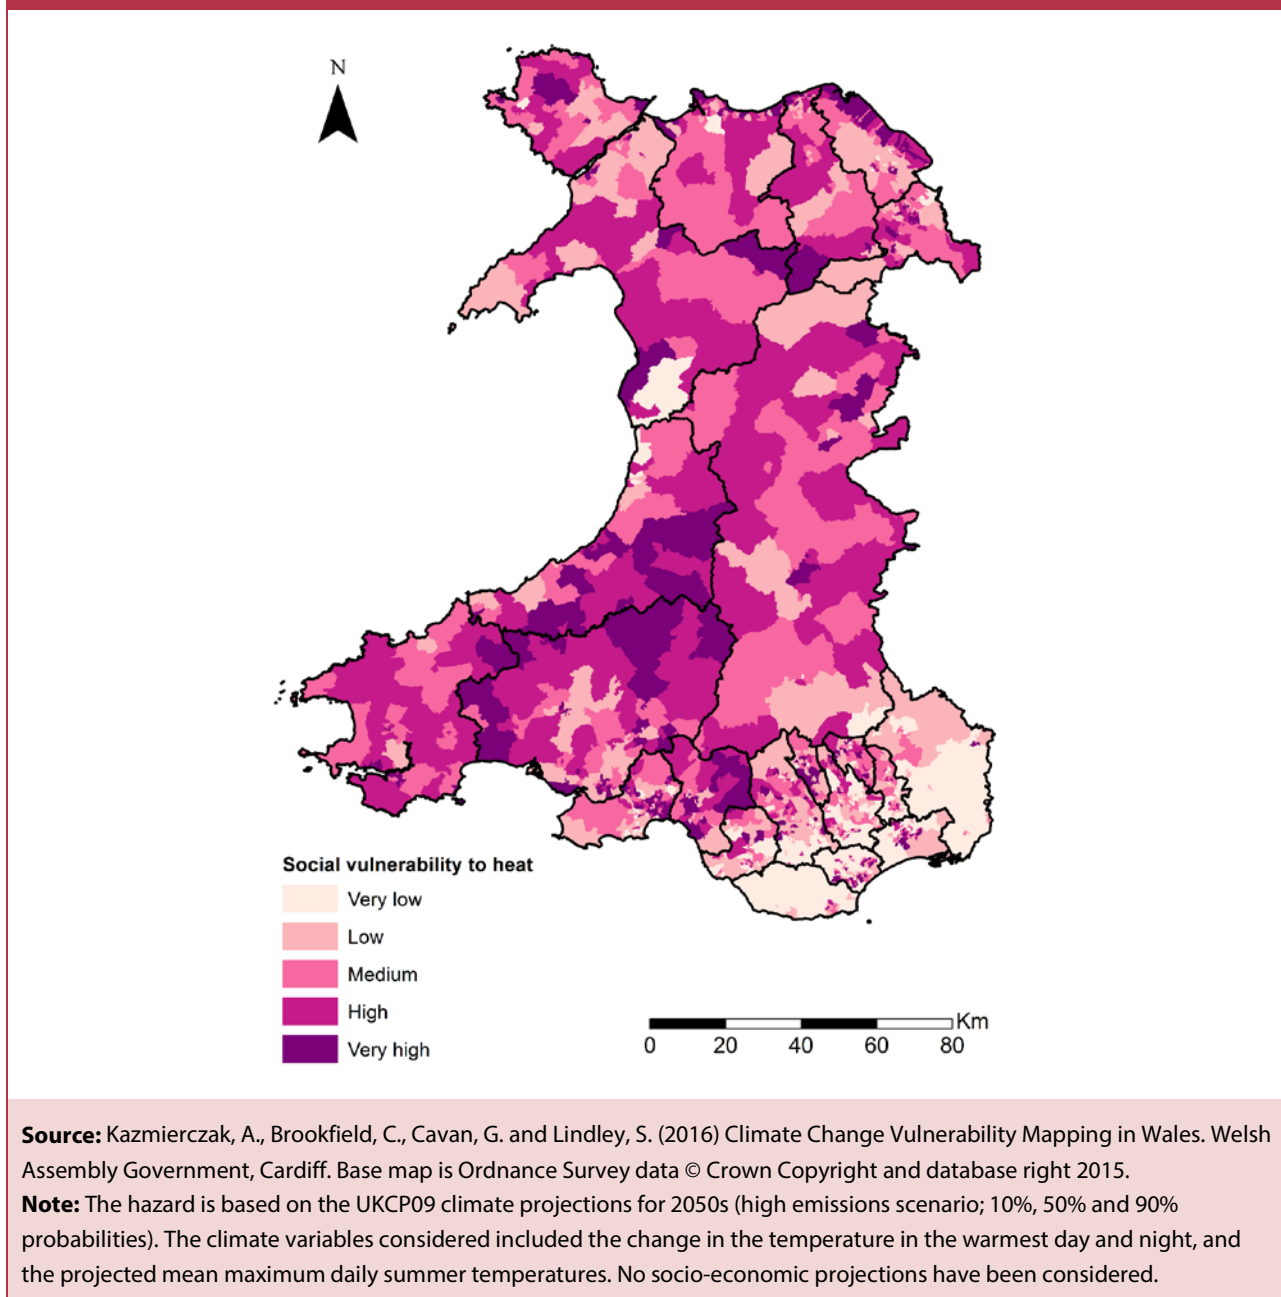 N
Social vulnerability to heat
Very low
Low
Medium
High
Very high
Km
0 20 40 60 80
Source: Kazmierczak, A., Brookfield, C., Cavan, G. and Lindley, S. (2016) Climate Change Vulnerability Mapping in Wales. Welsh
Assembly Government, Cardiff. Base map is Ordnance Survey data © Crown Copyright and database right 2015.
Note: The hazard is based on the UKCP09 climate projections for 2050s (high emissions scenario; 10%, 50% and 90%
probabilities). The climate variables considered included the change in the temperature in the warmest day and night, and
the projected mean maximum daily summer temperatures. No socio-economic projections have been considered.